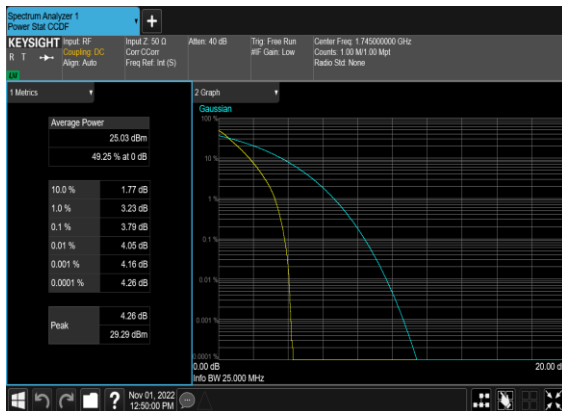 Spectrum Analyzer 1
Power Stat CCDF
KEYSIGHT
R T
Input: RF
Coupling: DC
Align: Auto
Input Z: 50 Ω
Corr CCorr
Freq Ref: Int (S)
Atten: 40 dB
Trig: Free Run
#IF Gain: Low
Center Freq: 1.745000000 GHz
Counts: 1.00 M/1.00 Mpt
Radio Std: None
1 Metrics
Average Power
25.03 dBm
49.25 % at 0 dB
10.0 % 1.77 dB
1.0 % 3.23 dB
0.1 % 3.79 dB
0.01 % 4.05 dB
0.001 % 4.16 dB
0.0001 % 4.26 dB
Peak
4.26 dB
29.29 dBm
2 Graph
Gaussian
100 %
10 %
1 %
0.1 %
0.01 %
0.001 %
0.0001 %
0.00 dB
20.00 d
Info BW 25.000 MHz
?
Nov 01, 2022
12:50:00 PM